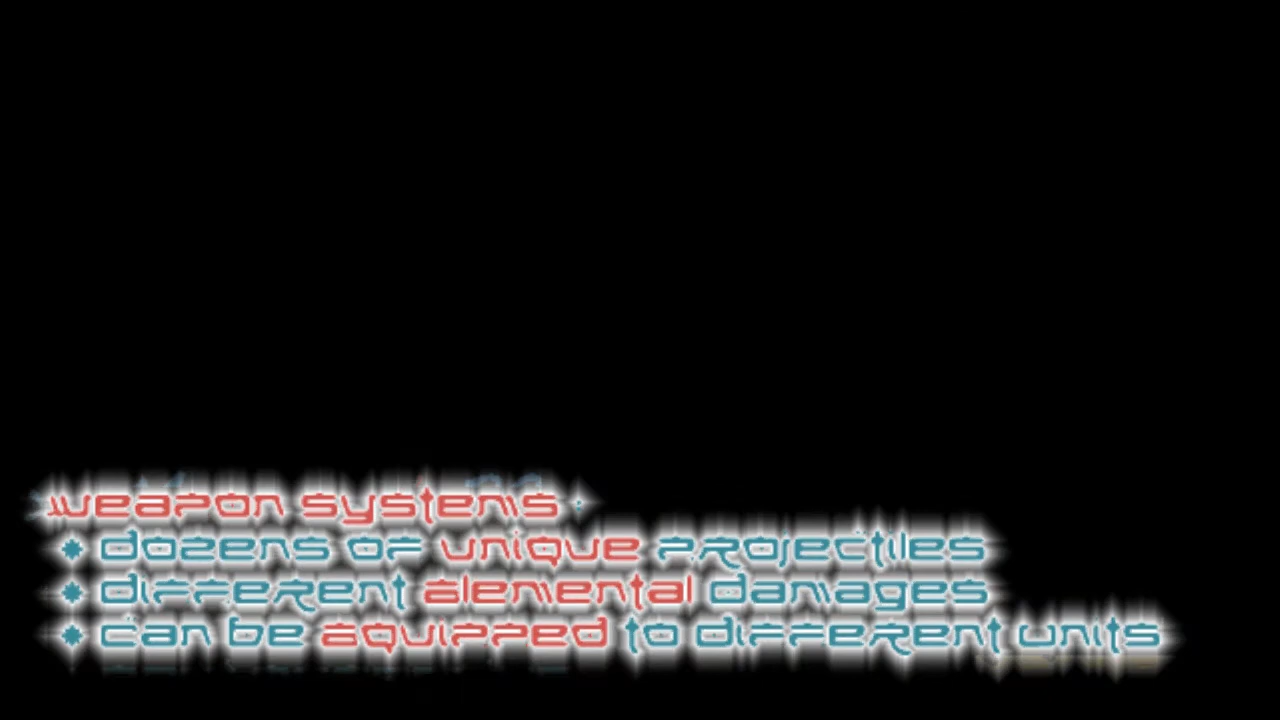 weapon systems :
* dozens of unique projectiles
* different elemental damages
* can be equipped to different units